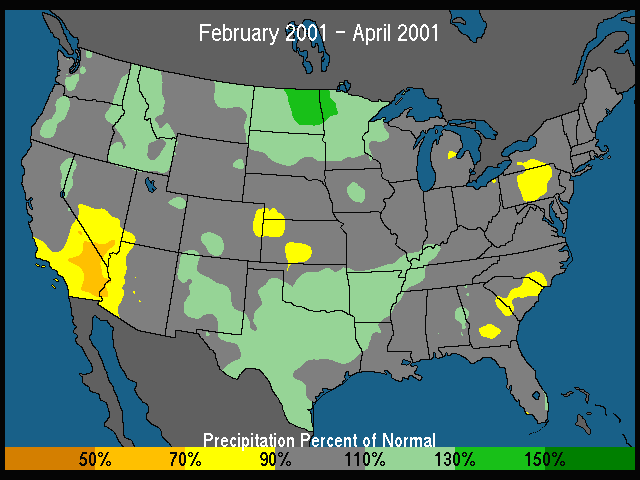 February 2001 - April 2001
Precipitation Percent of Normal
50% 70% 90% 110% 130% 150%